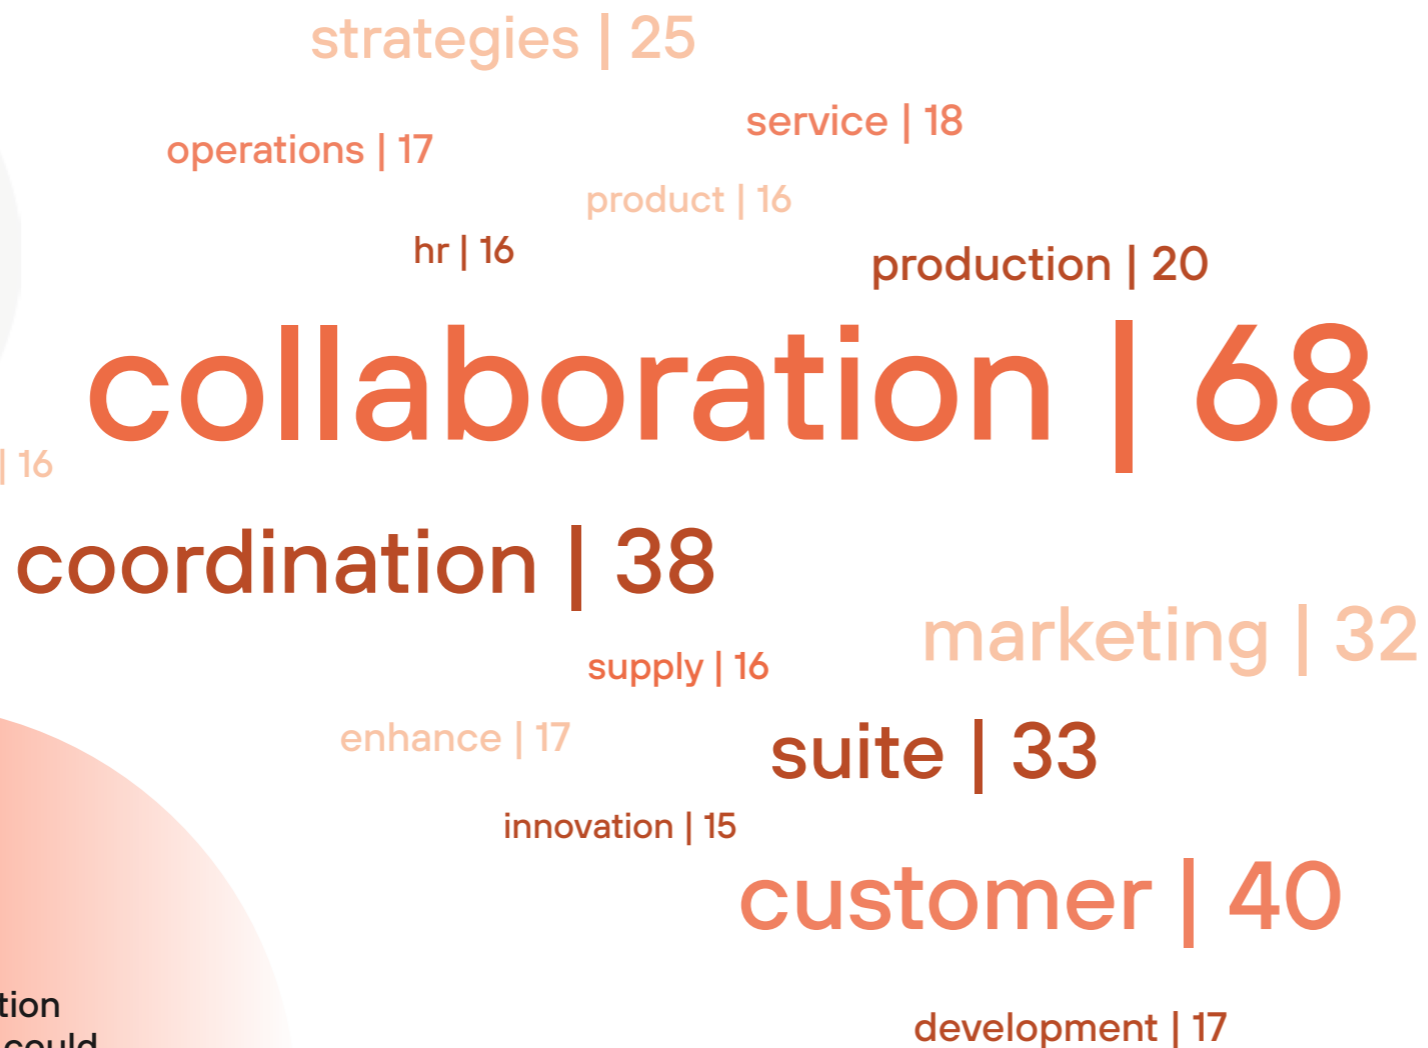 strategies | 25
service | 18
operations | 17
product | 16
hr | 16
production | 20
collaboration | 68
| 16
coordination | 38
marketing | 32
supply | 16
enhance | 17
suite | 33
innovation | 15
customer | 40
tion
could
development | 17